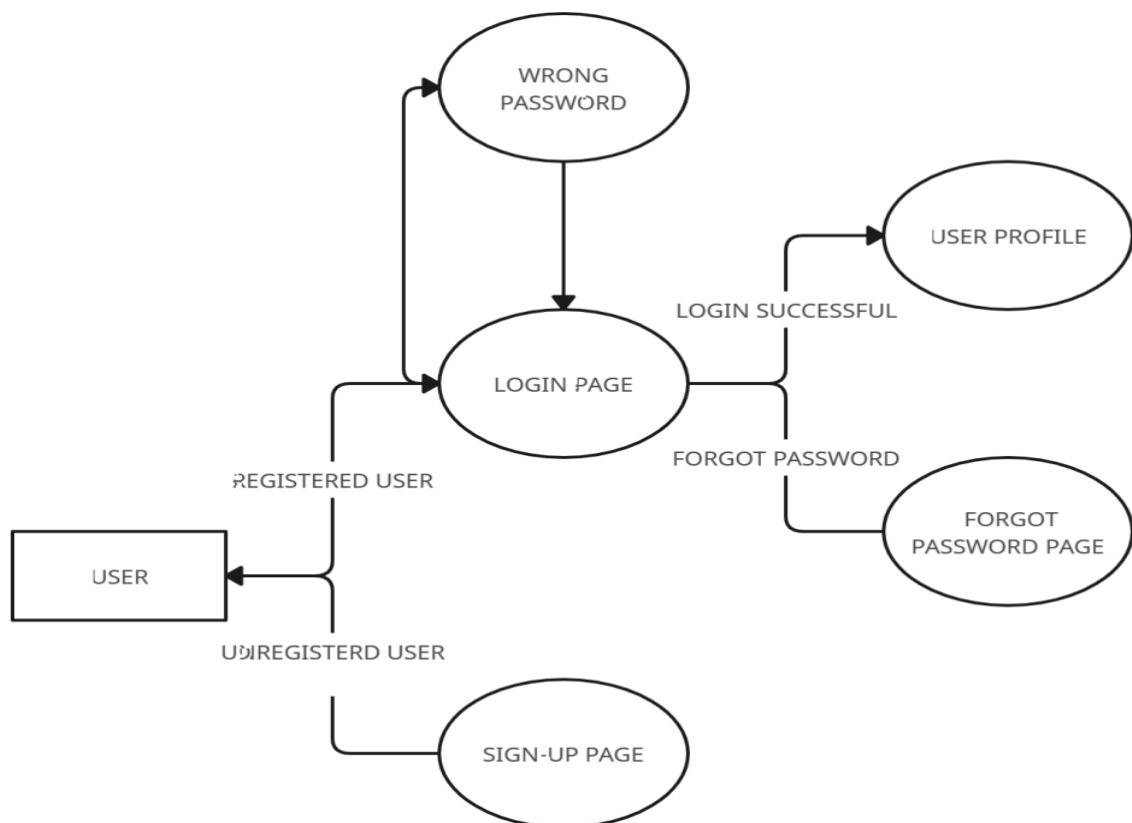 WRONG
PASSWORD
USER PROFILE
LOGIN SUCCESSFUL
LOGIN PAGE
FORGOT PASSWORD
REGISTERED USER
FORGOT
PASSWORD PAGE
USER
UNREGISTERD USER
SIGN-UP PAGE